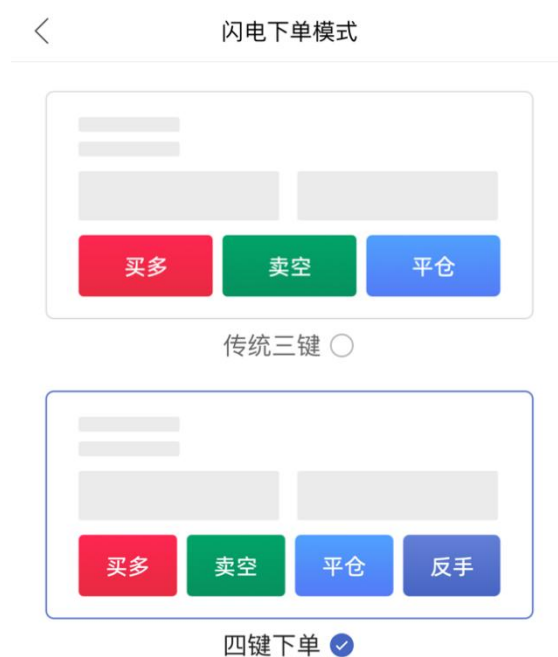 闪电下单模式
买多 卖空 平仓
传统三键
买多 卖空 平仓 反手
四键下单